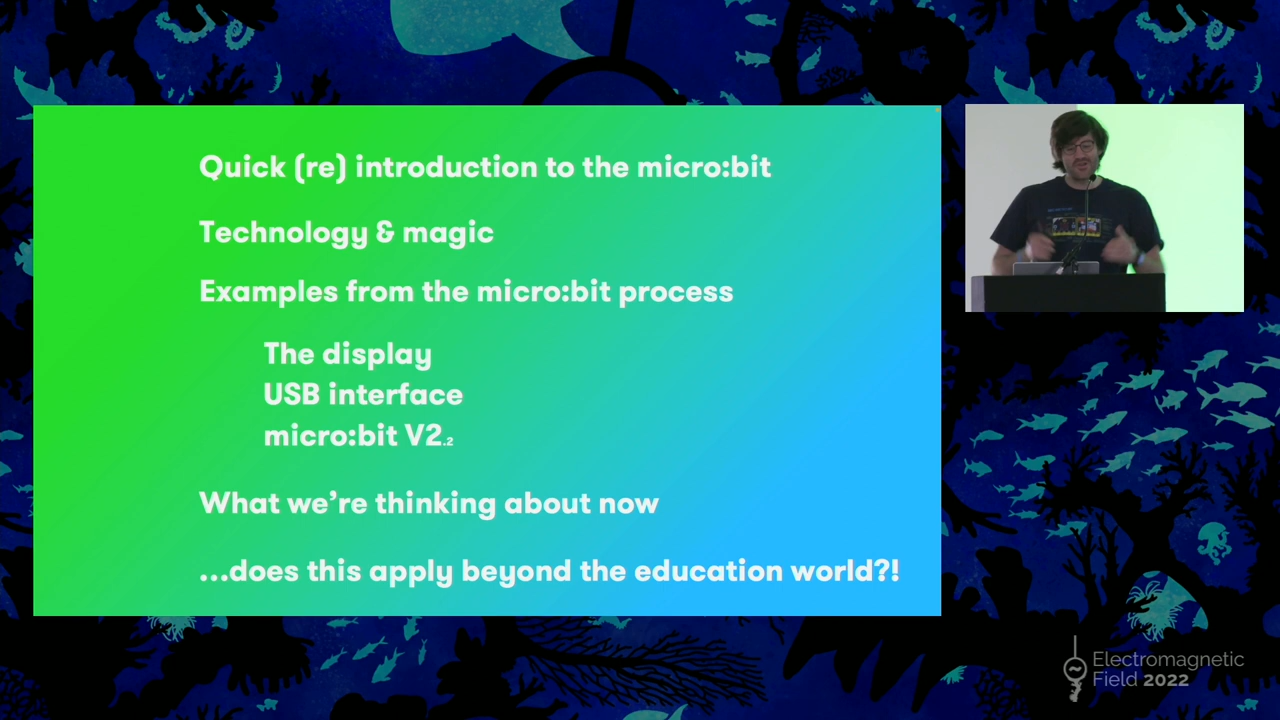 Quick (re) introduction to the micro:bit
Technology & magic
Examples from the micro:bit process
The display
USB interface
micro:bit V2.2
What we're thinking about now
...does this apply beyond the education world?!
Electromagnetic
Field 2022